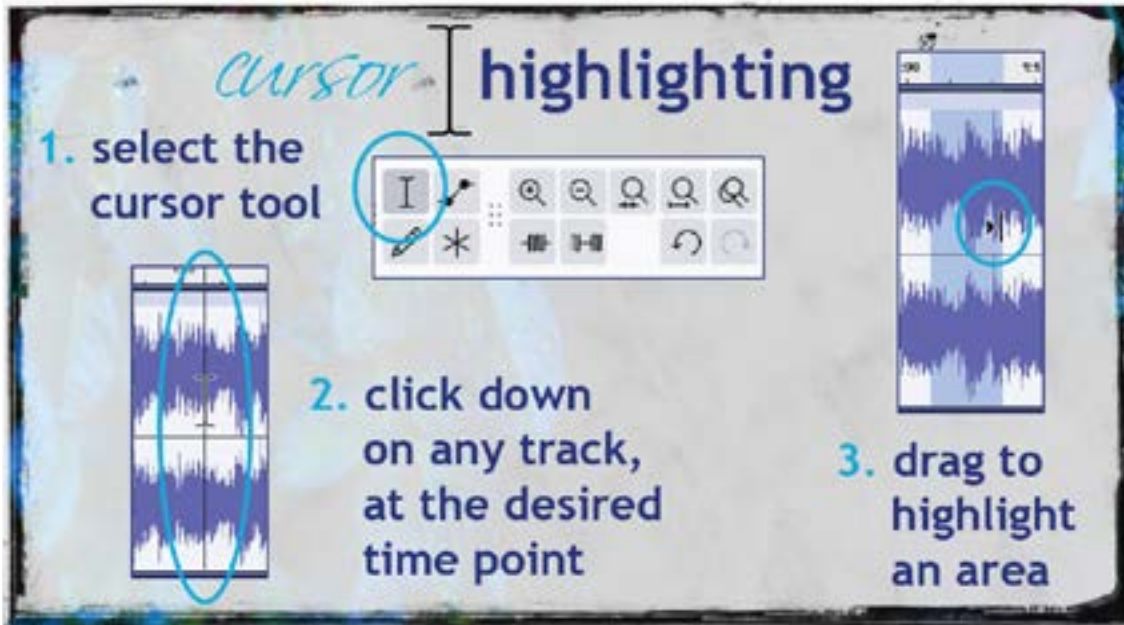 cursor highlighting
1. select the
cursor tool
2. click down
on any track,
at the desired
time point
3. drag to
highlight
an area